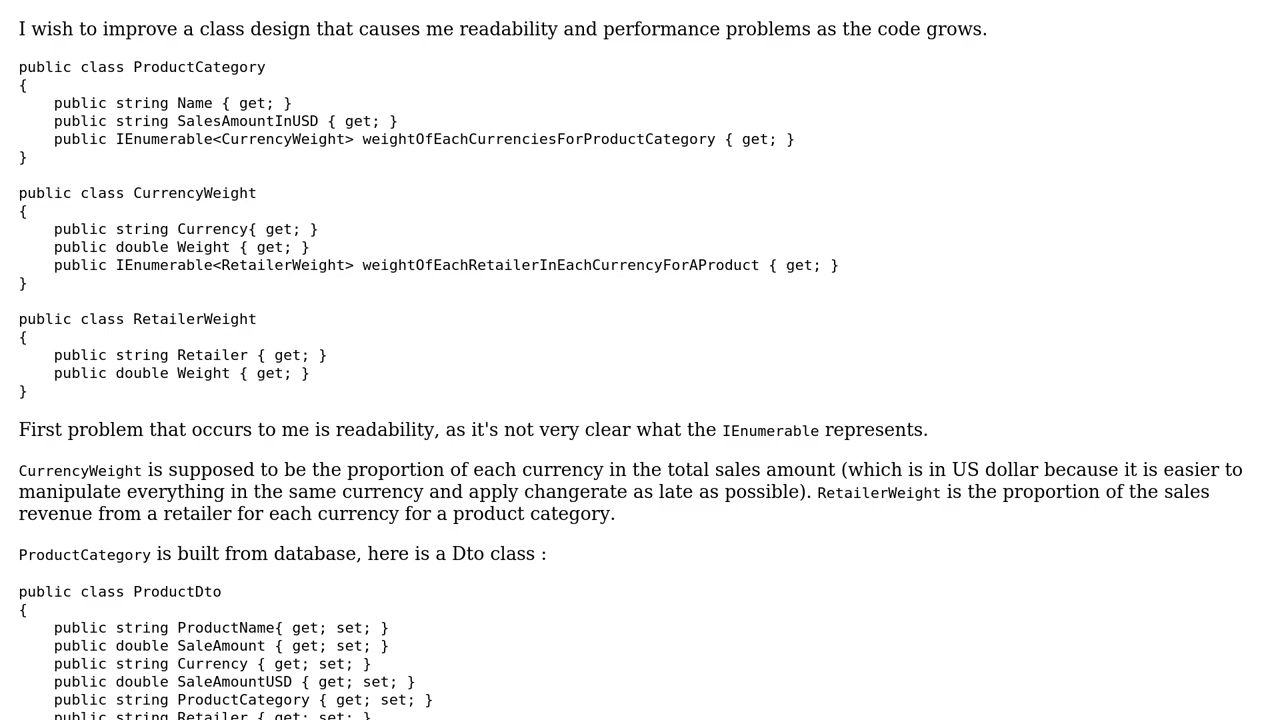 I wish to improve a class design that causes me readability and performance problems as the code grows.
public class ProductCategory
{
    public string Name { get; }
    public string SalesAmountInUSD { get; }
    public IEnumerable<CurrencyWeight> weightOfEachCurrenciesForProductCategory { get; }
}
public class CurrencyWeight
{
    public string Currency{ get; }
    public double Weight { get; }
    public IEnumerable<RetailerWeight> weightOfEachRetailerInEachCurrencyForAProduct { get; }
}
public class RetailerWeight
{
    public string Retailer { get; }
    public double Weight { get; }
}
First problem that occurs to me is readability, as it's not very clear what the IEnumerable represents.
CurrencyWeight is supposed to be the proportion of each currency in the total sales amount (which is in US dollar because it is easier to
manipulate everything in the same currency and apply changerate as late as possible). RetailerWeight is the proportion of the sales
revenue from a retailer for each currency for a product category.
ProductCategory is built from database, here is a Dto class :
public class ProductDto
{
    public string ProductName{ get; set; }
    public double SaleAmount { get; set; }
    public string Currency { get; set; }
    public double SaleAmountUSD { get; set; }
    public string ProductCategory { get; set; }
    public string Retailer { get; set; }